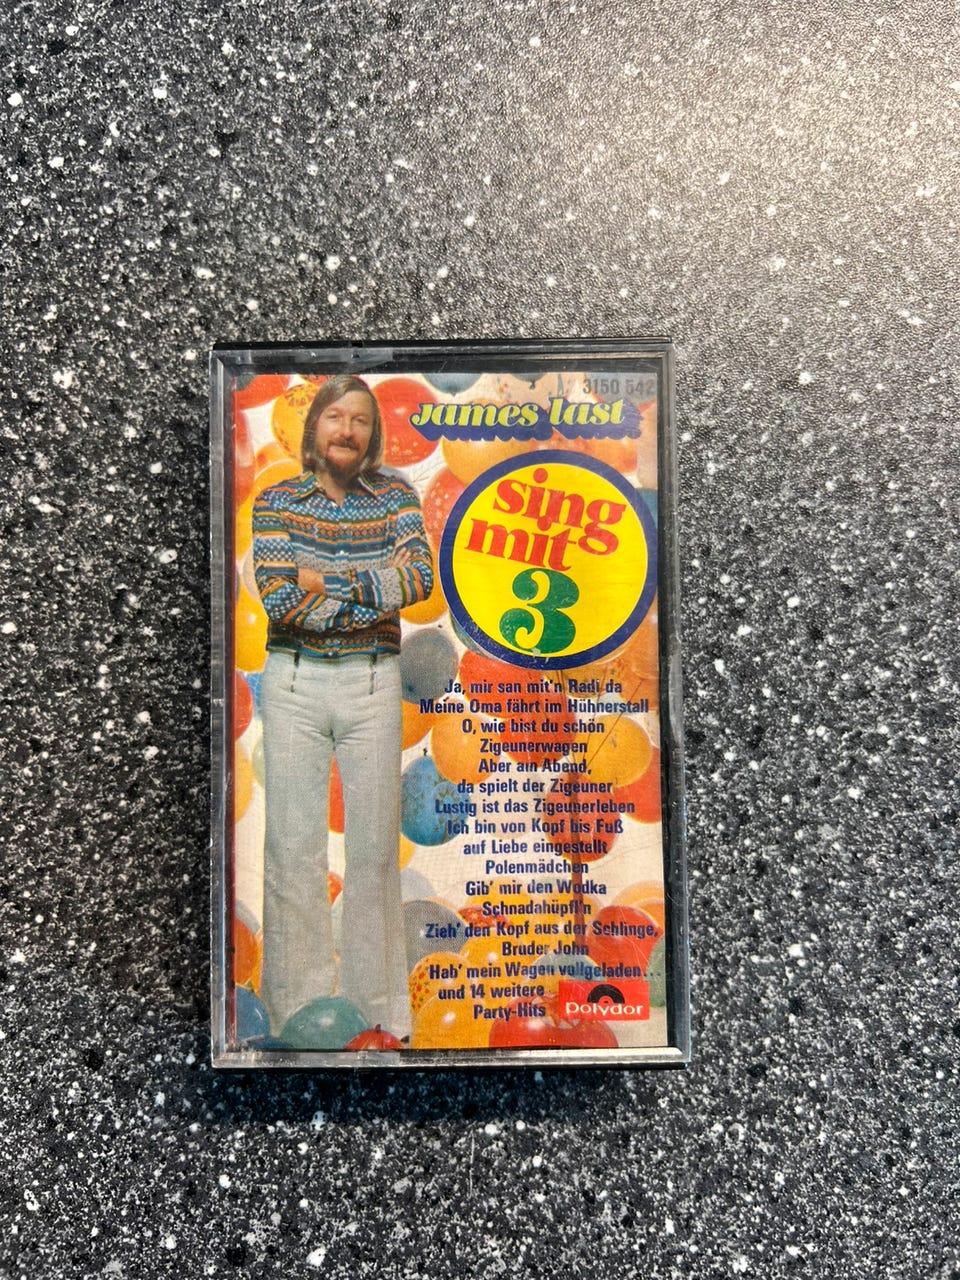 3150 542
James Last
sing
mit
3
Ja, mir san mit'n Radi da
Meine Oma fährt im Hühnerstall
O, wie bist du schön
Zigeunerwagen
Aber am Abend,
da spielt der Zigeuner
Lustig ist das Zigeunerleben
Ich bin von Kopf bis Fuß
auf Liebe eingestellt
Polenmädchen
Gib' mir den Wodka
Schnadahüpfl'n
Zieh' den Kopf aus der Schlinge,
Bruder John
Hab' mein Wagen vollgeladen...
und 14 weitere
Party-Hits
polydor